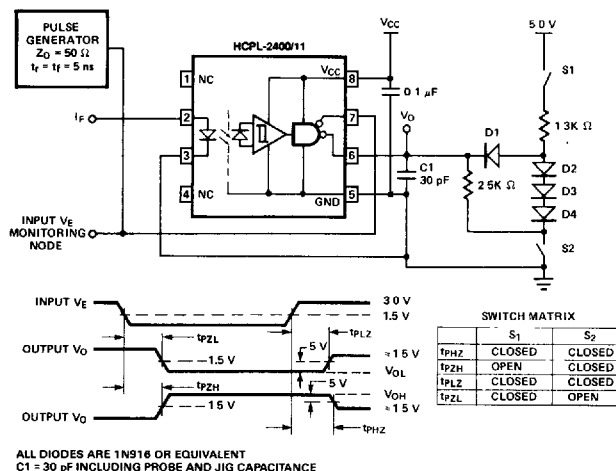 PULSE
GENERATOR
Z₀ = 50 Ω
tr = tf = 5 ns
HCPL-2400/11
VCC
5 0 V
S1
1 NC
VCC 8
0 1 µF
VO
1 3K Ω
IF
2
7
D1
3
6
C1
30 pF
2 5K Ω
D2
D3
D4
4 NC
GND 5
S2
INPUT VE
MONITORING
NODE
INPUT VE
3 0 V
1.5 V
tPZL
tPLZ
OUTPUT VO
1.5 V
5 V
≈ 1 5 V
VOL
tPZH
5 V
VOH
OUTPUT VO
1 5 V
≈ 1 5 V
tPHZ
SWITCH MATRIX
S1 S2
tPHZ CLOSED CLOSED
tPZH OPEN CLOSED
tPLZ CLOSED CLOSED
tPZL CLOSED OPEN
ALL DIODES ARE 1N916 OR EQUIVALENT
C1 = 30 pF INCLUDING PROBE AND JIG CAPACITANCE